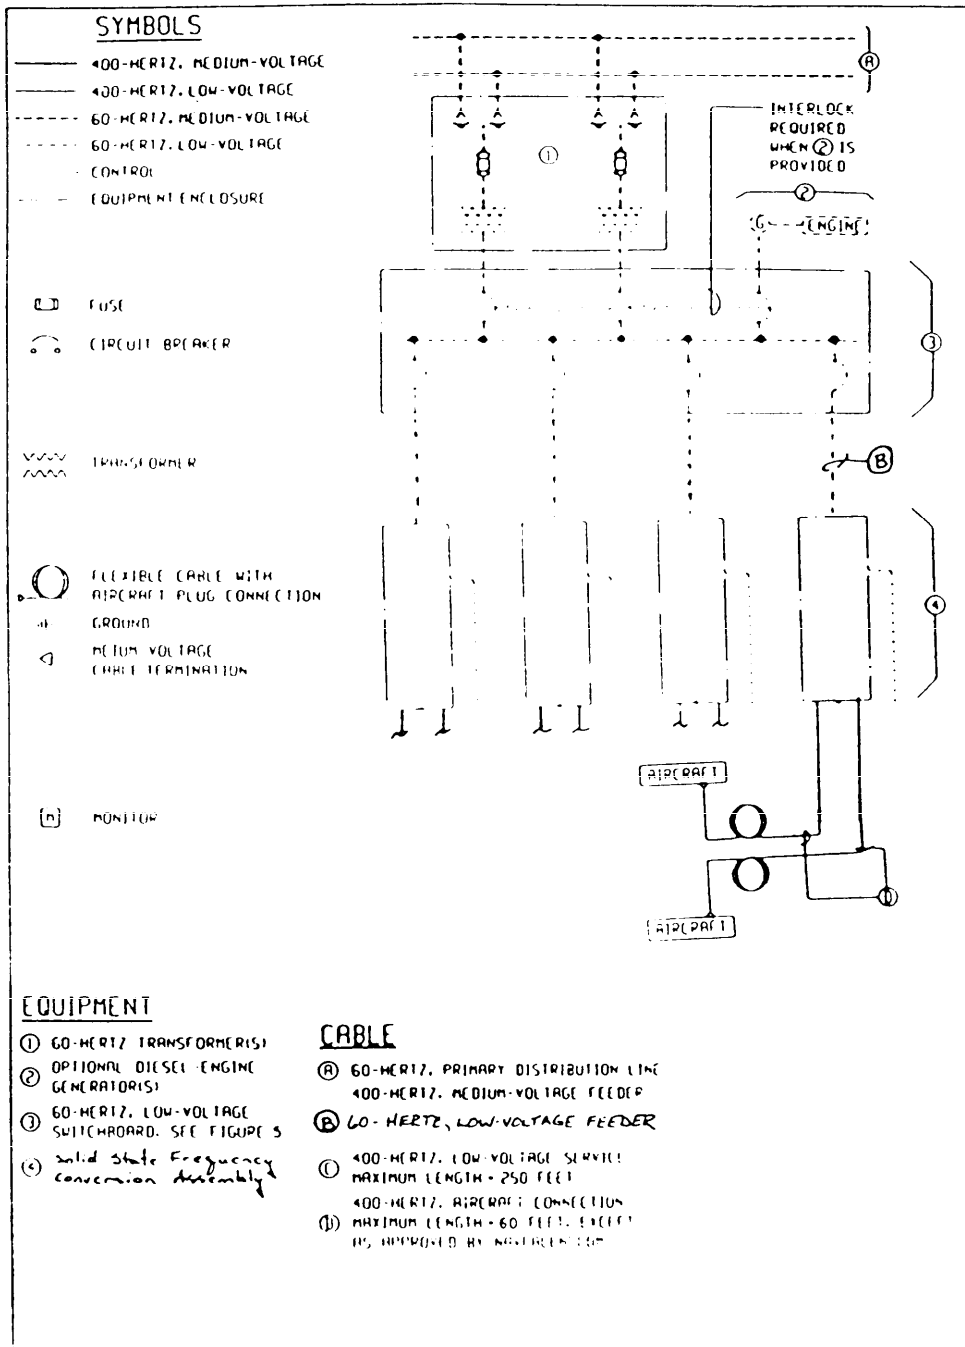 SYMBOLS
400-HERTZ, MEDIUM-VOLTAGE
400-HERTZ, LOW-VOLTAGE
60-HERTZ, MEDIUM-VOLTAGE
60-HERTZ, LOW-VOLTAGE
CONTROL
EQUIPMENT ENCLOSURE
FUSE
CIRCUIT BREAKER
TRANSFORMER
FLEXIBLE CABLE WITH
AIRCRAFT PLUG CONNECTION
GROUND
METUM VOLTAGE
CABLE TERMINATION
[M] MONITOR
A
INTERLOCK
REQUIRED
WHEN 2 IS
PROVIDED
1
2
G
ENGINE
3
B
4
AIRCRAFT
D
AIRCRAFT
EQUIPMENT
1 60-HERTZ TRANSFORMER(S)
2 OPTIONAL DIESEL-ENGINE
GENERATOR(S)
3 60-HERTZ, LOW-VOLTAGE
SWITCHBOARD. SEE FIGURE 5
4 Solid State Frequency
Conversion Assembly
CABLE
A 60-HERTZ, PRIMARY DISTRIBUTION LINE
400-HERTZ, MEDIUM-VOLTAGE FEEDER
B 60-HERTZ, LOW-VOLTAGE FEEDER
C 400-HERTZ, LOW-VOLTAGE SERVICE
MAXIMUM LENGTH - 250 FEET
400-HERTZ, AIRCRAFT CONNECTION
D MAXIMUM LENGTH - 60 FEET, EXCEPT
AS APPROVED BY